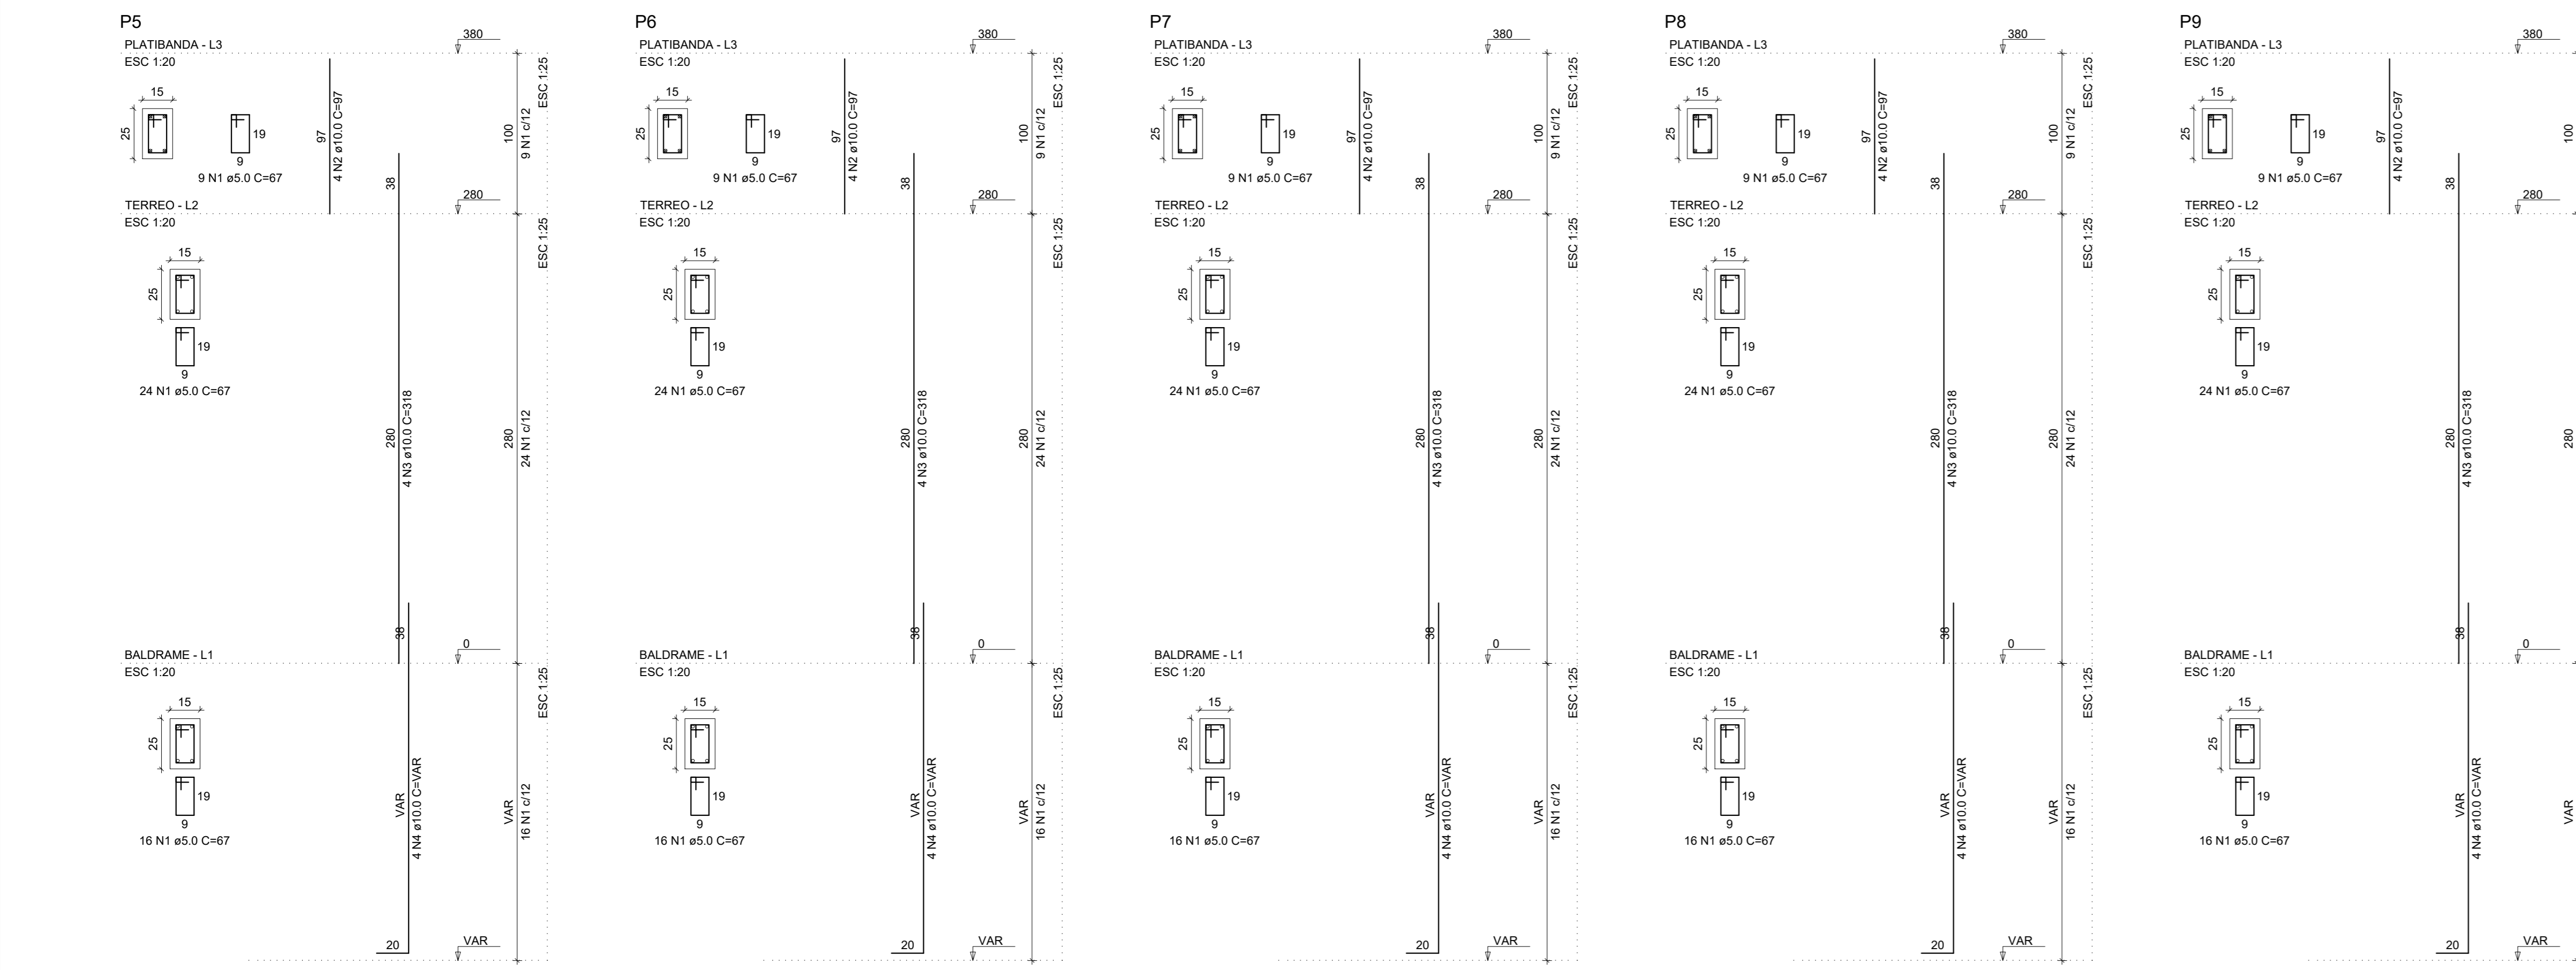 P5
PLATIBANDA - L3
380
ESC 1:20
ESC 1:25
15
25
19
9
9 N1 ø5.0 C=67
97
4 N2 ø10.0 C=97
38
100
9 N1 c/12
TERREO - L2
280
ESC 1:20
ESC 1:25
15
25
19
9
24 N1 ø5.0 C=67
280
4 N3 ø10.0 C=318
280
24 N1 c/12
38
BALDRAME - L1
0
ESC 1:20
ESC 1:25
15
25
19
9
16 N1 ø5.0 C=67
VAR
4 N4 ø10.0 C=VAR
VAR
16 N1 c/12
20
VAR
P6
PLATIBANDA - L3
380
ESC 1:20
ESC 1:25
15
25
19
9
9 N1 ø5.0 C=67
97
4 N2 ø10.0 C=97
38
100
9 N1 c/12
TERREO - L2
280
ESC 1:20
ESC 1:25
15
25
19
9
24 N1 ø5.0 C=67
280
4 N3 ø10.0 C=318
280
24 N1 c/12
38
BALDRAME - L1
0
ESC 1:20
ESC 1:25
15
25
19
9
16 N1 ø5.0 C=67
VAR
4 N4 ø10.0 C=VAR
VAR
16 N1 c/12
20
VAR
P7
PLATIBANDA - L3
380
ESC 1:20
ESC 1:25
15
25
19
9
9 N1 ø5.0 C=67
97
4 N2 ø10.0 C=97
38
100
9 N1 c/12
TERREO - L2
280
ESC 1:20
ESC 1:25
15
25
19
9
24 N1 ø5.0 C=67
280
4 N3 ø10.0 C=318
280
24 N1 c/12
38
BALDRAME - L1
0
ESC 1:20
ESC 1:25
15
25
19
9
16 N1 ø5.0 C=67
VAR
4 N4 ø10.0 C=VAR
VAR
16 N1 c/12
20
VAR
P8
PLATIBANDA - L3
380
ESC 1:20
ESC 1:25
15
25
19
9
9 N1 ø5.0 C=67
97
4 N2 ø10.0 C=97
38
100
9 N1 c/12
TERREO - L2
280
ESC 1:20
ESC 1:25
15
25
19
9
24 N1 ø5.0 C=67
280
4 N3 ø10.0 C=318
280
24 N1 c/12
38
BALDRAME - L1
0
ESC 1:20
ESC 1:25
15
25
19
9
16 N1 ø5.0 C=67
VAR
4 N4 ø10.0 C=VAR
VAR
16 N1 c/12
20
VAR
P9
PLATIBANDA - L3
380
ESC 1:20
15
25
19
9
9 N1 ø5.0 C=67
97
4 N2 ø10.0 C=97
38
100
TERREO - L2
280
ESC 1:20
15
25
19
9
24 N1 ø5.0 C=67
280
4 N3 ø10.0 C=318
280
38
BALDRAME - L1
0
ESC 1:20
15
25
19
9
16 N1 ø5.0 C=67
VAR
4 N4 ø10.0 C=VAR
VAR
20
VAR